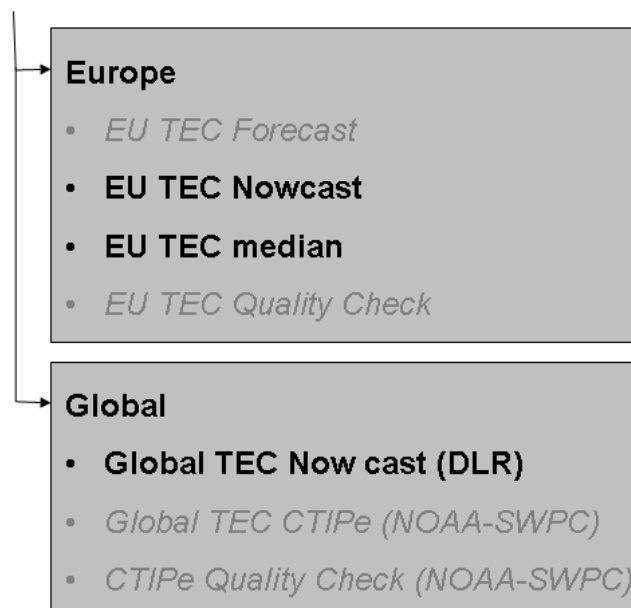 Europe
• EU TEC Forecast
• EU TEC Nowcast
• EU TEC median
• EU TEC Quality Check
Global
• Global TEC Now cast (DLR)
• Global TEC CTIPe (NOAA-SWPC)
• CTIPe Quality Check (NOAA-SWPC)